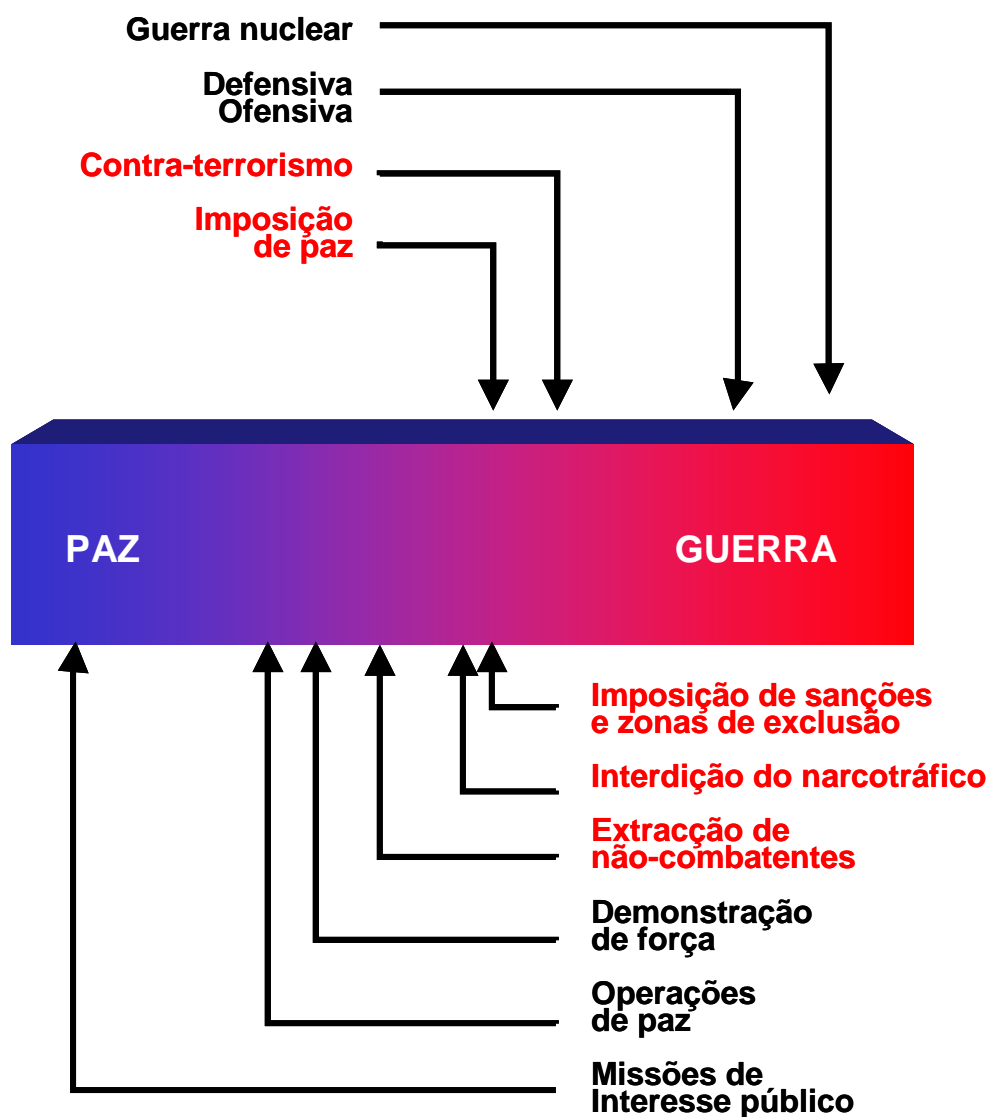 Guerra nuclear
Defensiva
Ofensiva
Contra-terrorismo
Imposição
de paz
PAZ
GUERRA
Imposição de sanções
e zonas de exclusão
Interdição do narcotráfico
Extracção de
não-combatentes
Demonstração
de força
Operações
de paz
Missões de
Interesse público